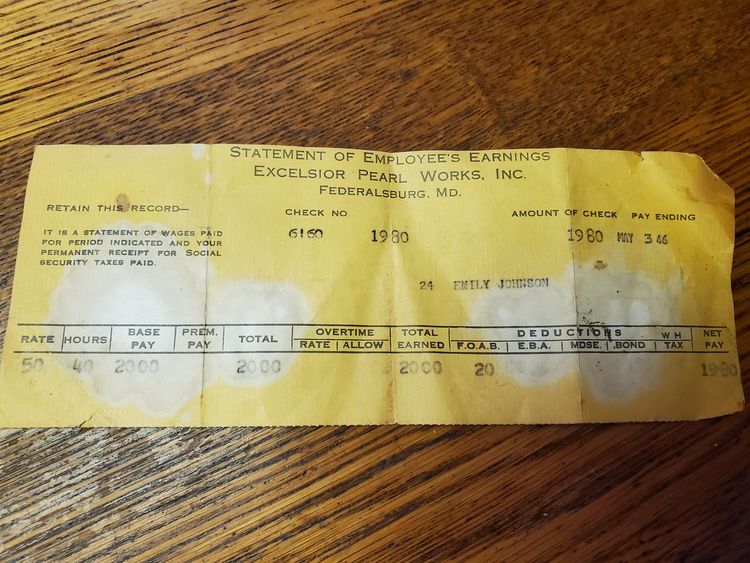 STATEMENT OF EMPLOYEE'S EARNINGS
EXCELSIOR PEARL WORKS, INC.
FEDERALSBURG, MD.
RETAIN THIS RECORD—
CHECK NO.
AMOUNT OF CHECK PAY ENDING
IT IS A STATEMENT OF WAGES PAID
FOR PERIOD INDICATED AND YOUR
PERMANENT RECEIPT FOR SOCIAL
SECURITY TAXES PAID.
6160 1980 1980 MAY 3 46
24 EMILY JOHNSON
RATE HOURS BASE PAY PREM. PAY TOTAL OVERTIME RATE ALLOW TOTAL EARNED DEDUCTIONS F.O.A.B. E.B.A. MDSE. BOND W H TAX NET PAY
50 40 2000 2000 2000 20 1980